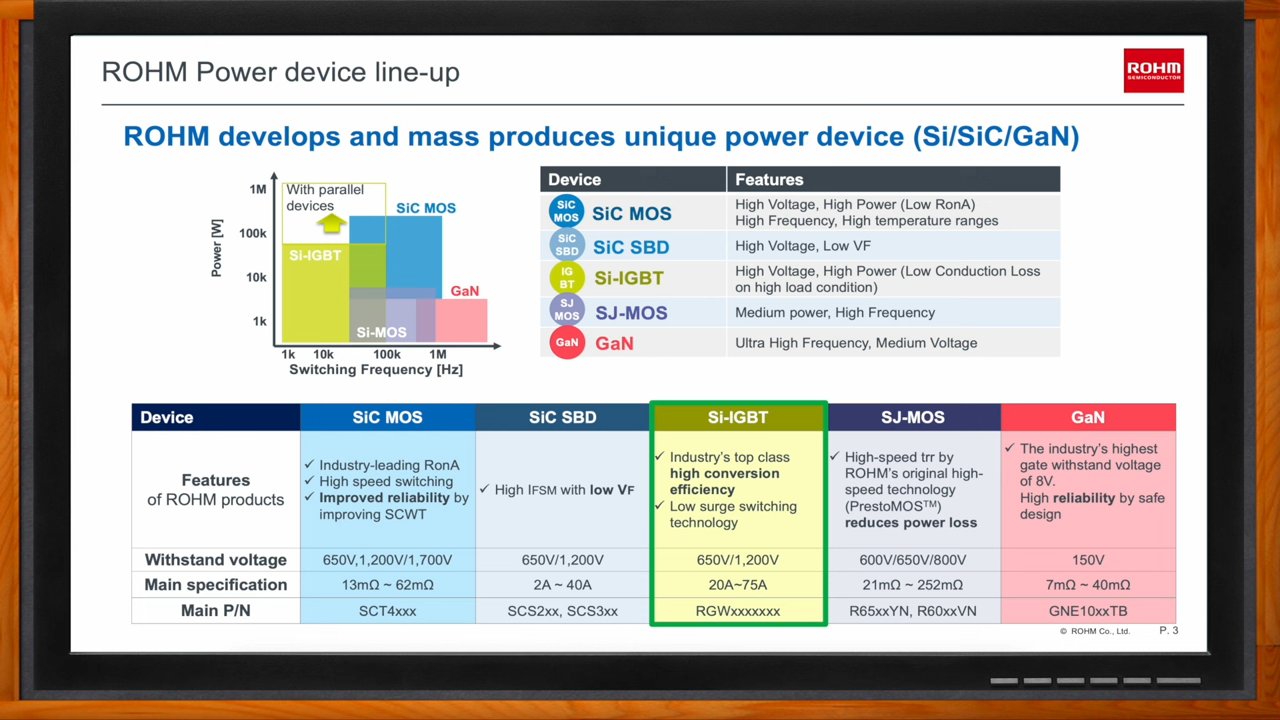 ROHM Power device line-up
ROHM
SEMICONDUCTOR
ROHM develops and mass produces unique power device (Si/SiC/GaN)
Power [W]
1M
100k
10k
1k
With parallel
devices
SiC MOS
Si-IGBT
GaN
Si-MOS
1k 10k 100k 1M
Switching Frequency [Hz]
Device Features
SiC
MOS
SiC MOS
High Voltage, High Power (Low RonA)
High Frequency, High temperature ranges
SiC
SBD
SiC SBD
High Voltage, Low VF
IG
BT
Si-IGBT
High Voltage, High Power (Low Conduction Loss
on high load condition)
SJ
MOS
SJ-MOS
Medium power, High Frequency
GaN
GaN
Ultra High Frequency, Medium Voltage
Device SiC MOS SiC SBD Si-IGBT SJ-MOS GaN
Features
of ROHM products
✓ Industry-leading RonA
✓ High speed switching
✓ Improved reliability by
improving SCWT
✓ High IFSM with low VF
✓ Industry's top class
high conversion
efficiency
✓ Low surge switching
technology
✓ High-speed trr by
ROHM's original high-
speed technology
(PrestoMOS™)
reduces power loss
✓ The industry's highest
gate withstand voltage
of 8V.
High reliability by safe
design
Withstand voltage 650V,1,200V/1,700V 650V/1,200V 650V/1,200V 600V/650V/800V 150V
Main specification 13mΩ ~ 62mΩ 2A ~ 40A 20A~75A 21mΩ ~ 252mΩ 7mΩ ~ 40mΩ
Main P/N SCT4xxx SCS2xx, SCS3xx RGWxxxxxxx R65xxYN, R60xxVN GNE10xxTB
© ROHM Co., Ltd. P. 3